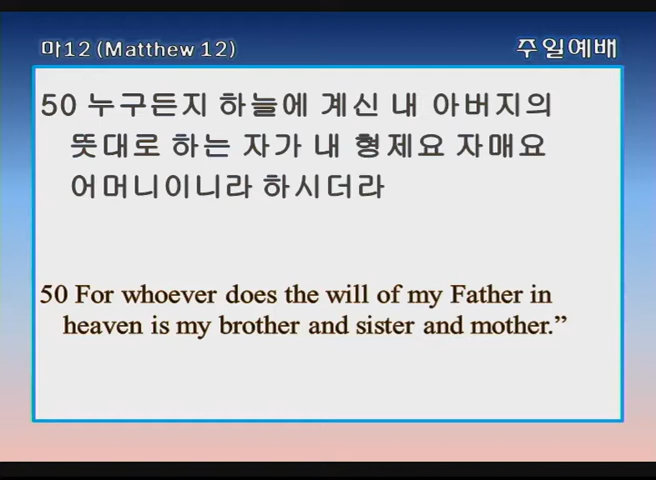 마12 (Matthew 12)
주일예배
50 누구든지 하늘에 계신 내 아버지의
뜻대로 하는 자가 내 형제요 자매요
어머니이니라 하시더라
50 For whoever does the will of my Father in
heaven is my brother and sister and mother.”